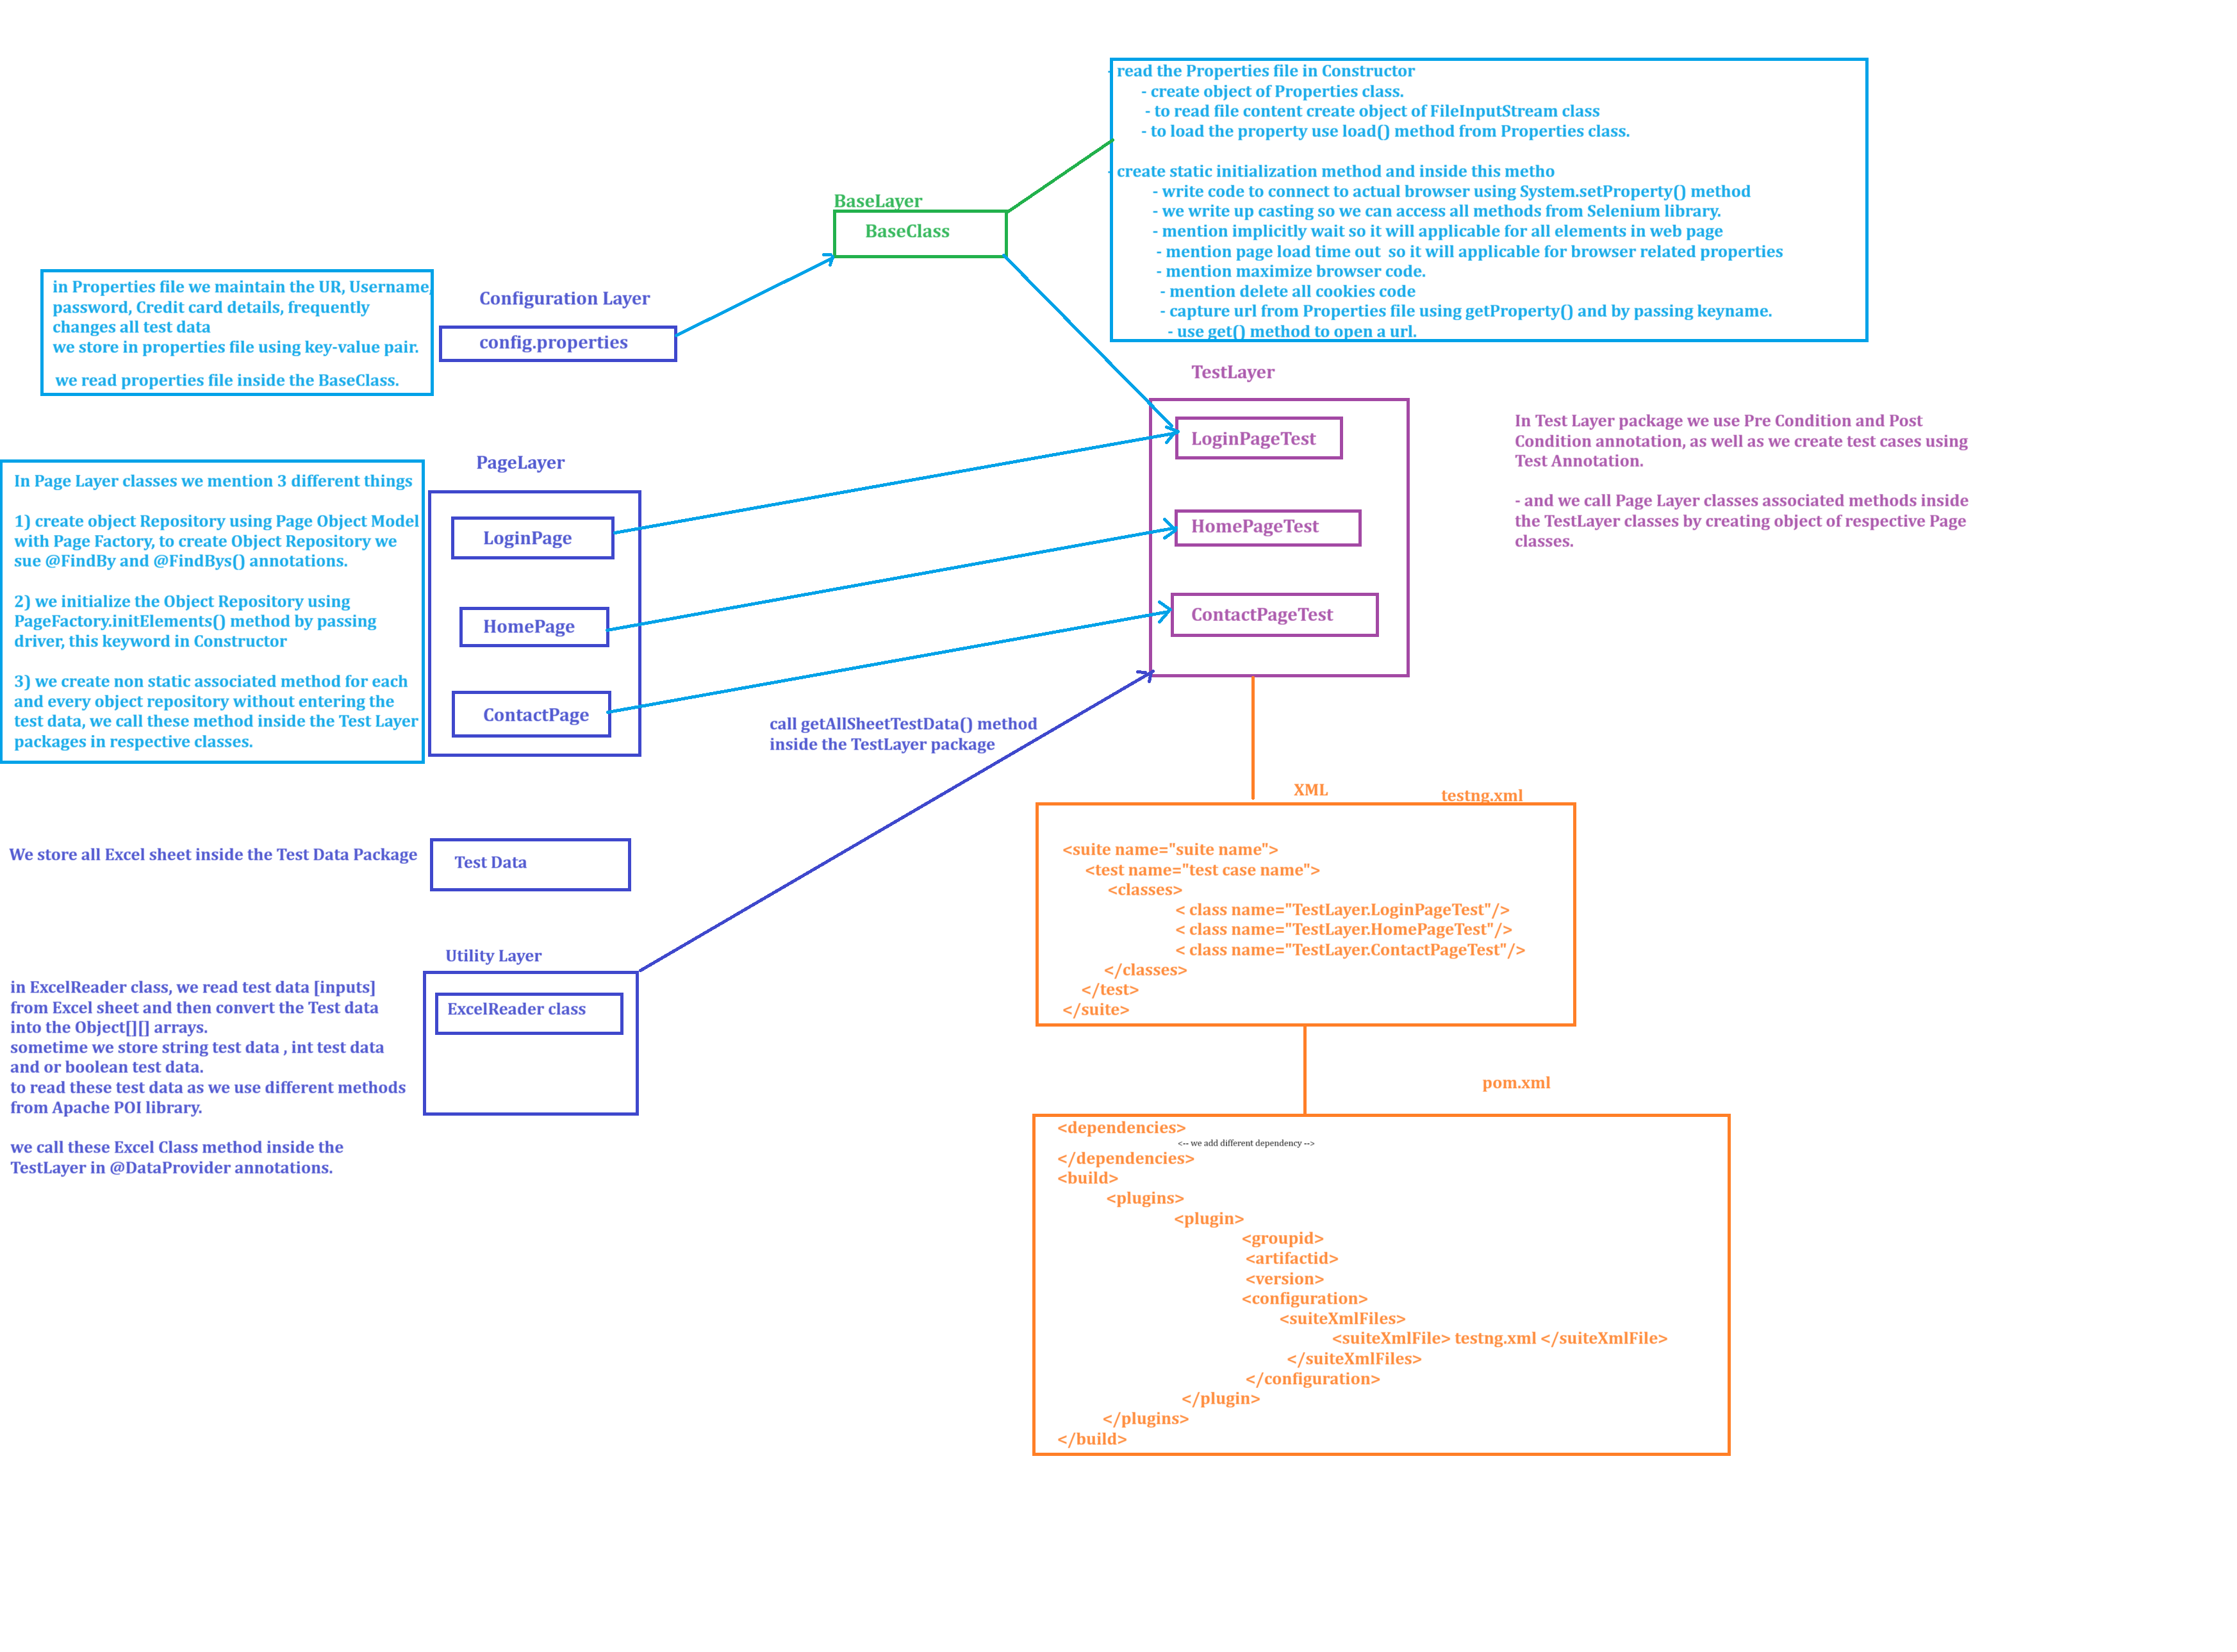 - read the Properties file in Constructor
- create object of Properties class.
- to read file content create object of FileInputStream class
- to load the property use load() method from Properties class.
- create static initialization method and inside this metho
- write code to connect to actual browser using System.setProperty() method
- we write up casting so we can access all methods from Selenium library.
- mention implicitly wait so it will applicable for all elements in web page
- mention page load time out  so it will applicable for browser related properties
- mention maximize browser code.
- mention delete all cookies code
- capture url from Properties file using getProperty() and by passing keyname.
- use get() method to open a url.
BaseLayer
BaseClass
in Properties file we maintain the UR, Username,
password, Credit card details, frequently
changes all test data
we store in properties file using key-value pair.
we read properties file inside the BaseClass.
Configuration Layer
config.properties
TestLayer
LoginPageTest
HomePageTest
ContactPageTest
In Test Layer package we use Pre Condition and Post
Condition annotation, as well as we create test cases using
Test Annotation.
- and we call Page Layer classes associated methods inside
the TestLayer classes by creating object of respective Page
classes.
In Page Layer classes we mention 3 different things
1) create object Repository using Page Object Model
with Page Factory, to create Object Repository we
sue @FindBy and @FindBys() annotations.
2) we initialize the Object Repository using
PageFactory.initElements() method by passing
driver, this keyword in Constructor
3) we create non static associated method for each
and every object repository without entering the
test data, we call these method inside the Test Layer
packages in respective classes.
PageLayer
LoginPage
HomePage
ContactPage
call getAllSheetTestData() method
inside the TestLayer package
We store all Excel sheet inside the Test Data Package
Test Data
Utility Layer
ExcelReader class
in ExcelReader class, we read test data [inputs]
from Excel sheet and then convert the Test data
into the Object[][] arrays.
sometime we store string test data , int test data
and or boolean test data.
to read these test data as we use different methods
from Apache POI library.
we call these Excel Class method inside the
TestLayer in @DataProvider annotations.
XML
testng.xml
<suite name="suite name">
<test name="test case name">
<classes>
< class name="TestLayer.LoginPageTest"/>
< class name="TestLayer.HomePageTest"/>
< class name="TestLayer.ContactPageTest"/>
</classes>
</test>
</suite>
pom.xml
<dependencies>
<-- we add different dependency -->
</dependencies>
<build>
<plugins>
<plugin>
<groupid>
<artifactid>
<version>
<configuration>
<suiteXmlFiles>
<suiteXmlFile> testng.xml </suiteXmlFile>
</suiteXmlFiles>
</configuration>
</plugin>
</plugins>
</build>